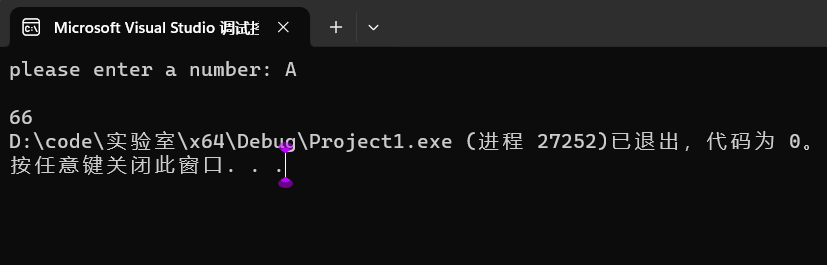 Microsoft Visual Studio 调试
please enter a number: A
66
D:\code\实验室\x64\Debug\Project1.exe (进程 27252)已退出，代码为 0。
按任意键关闭此窗口. . .